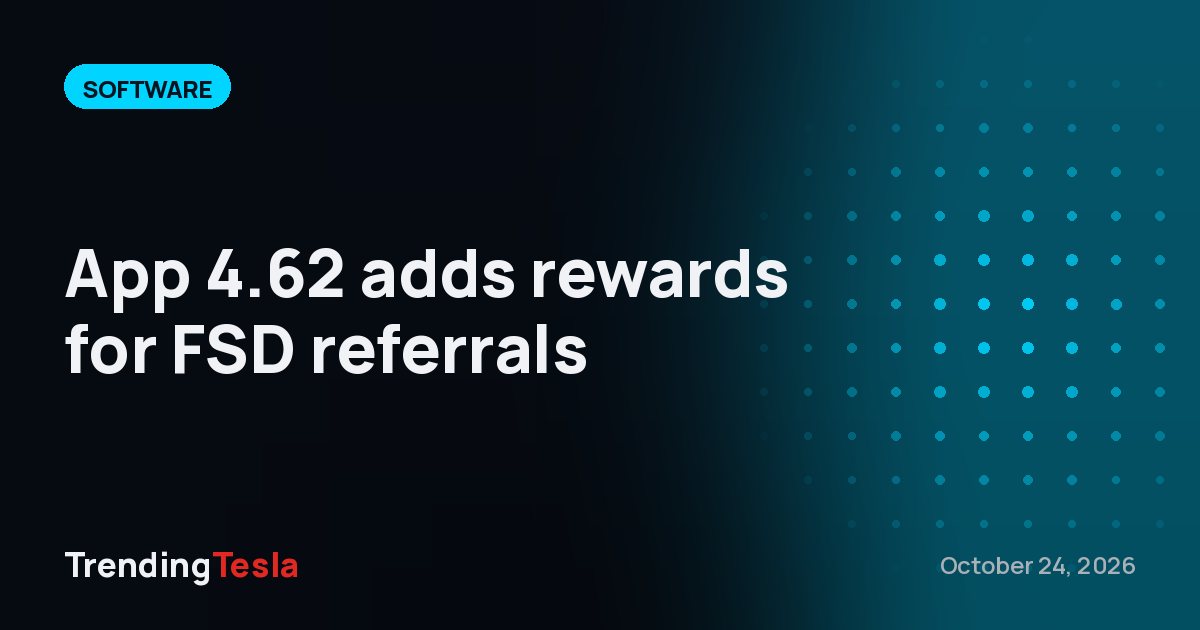 SOFTWARE
App 4.62 adds rewards
for FSD referrals
TrendingTesla
October 24, 2026